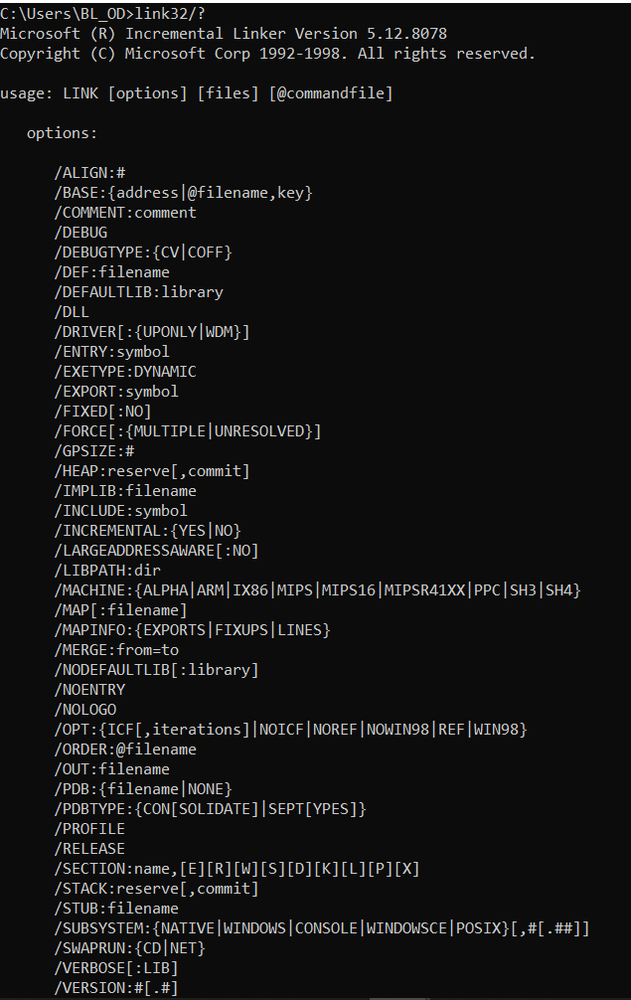 C:\Users\BL_OD>link32/?
Microsoft (R) Incremental Linker Version 5.12.8078
Copyright (C) Microsoft Corp 1992-1998. All rights reserved.
usage: LINK [options] [files] [@commandfile]
options:
/ALIGN:#
/BASE:{address|@filename,key}
/COMMENT:comment
/DEBUG
/DEBUGTYPE:{CV|COFF}
/DEF:filename
/DEFAULTLIB:library
/DLL
/DRIVER[:{UPONLY|WDM}]
/ENTRY:symbol
/EXETYPE:DYNAMIC
/EXPORT:symbol
/FIXED[:NO]
/FORCE[:{MULTIPLE|UNRESOLVED}]
/GPSIZE:#
/HEAP:reserve[,commit]
/IMPLIB:filename
/INCLUDE:symbol
/INCREMENTAL:{YES|NO}
/LARGEADDRESSAWARE[:NO]
/LIBPATH:dir
/MACHINE:{ALPHA|ARM|IX86|MIPS|MIPS16|MIPSR41XX|PPC|SH3|SH4}
/MAP[:filename]
/MAPINFO:{EXPORTS|FIXUPS|LINES}
/MERGE:from=to
/NODEFAULTLIB[:library]
/NOENTRY
/NOLOGO
/OPT:{ICF[,iterations]|NOICF|NOREF|NOWIN98|REF|WIN98}
/ORDER:@filename
/OUT:filename
/PDB:{filename|NONE}
/PDBTYPE:{CON[SOLIDATE]|SEPT[YPES]}
/PROFILE
/RELEASE
/SECTION:name,[E][R][W][S][D][K][L][P][X]
/STACK:reserve[,commit]
/STUB:filename
/SUBSYSTEM:{NATIVE|WINDOWS|CONSOLE|WINDOWSCE|POSIX}[,#[.##]]
/SWAPRUN:{CD|NET}
/VERBOSE[:LIB]
/VERSION:#[.#]